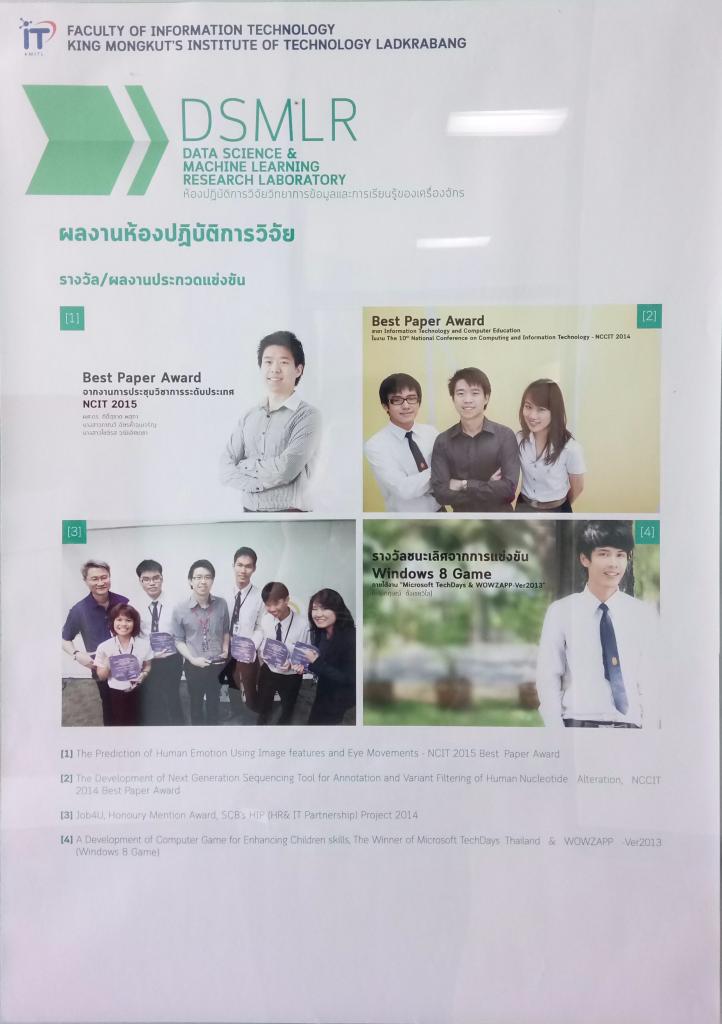 IT
KMITL
FACULTY OF INFORMATION TECHNOLOGY
KING MONGKUT'S INSTITUTE OF TECHNOLOGY LADKRABANG
DSMLR
DATA SCIENCE &
MACHINE LEARNING
RESEARCH LABORATORY
ห้องปฏิบัติการวิจัยวิทยาการข้อมูลและการเรียนรู้ของเครื่องจักร
ผลงานห้องปฏิบัติการวิจัย
รางวัล/ผลงานประกวดแข่งขัน
[1]
Best Paper Award
จากงานการประชุมวิชาการระดับประเทศ
NCIT 2015
[2]
Best Paper Award
สาขา Information Technology and Computer Education
ในงาน The 10th National Conference on Computing and Information Technology - NCCIT 2014
[3]
[4]
รางวัลชนะเลิศจากการแข่งขัน
Windows 8 Game
ภายใต้งาน "Microsoft TechDays & WOWZAPP-Ver2013"
[1] The Prediction of Human Emotion Using Image features and Eye Movements - NCIT 2015 Best Paper Award
[2] The Development of Next Generation Sequencing Tool for Annotation and Variant Filtering of Human Nucleotide Alteration, NCCIT
2014 Best Paper Award
[3] Job4U, Honoury Mention Award, SCB's HIP (HR& IT Partnership) Project 2014
[4] A Development of Computer Game for Enhancing Children skills, The Winner of Microsoft TechDays Thailand & WOWZAPP -Ver2013
(Windows 8 Game)